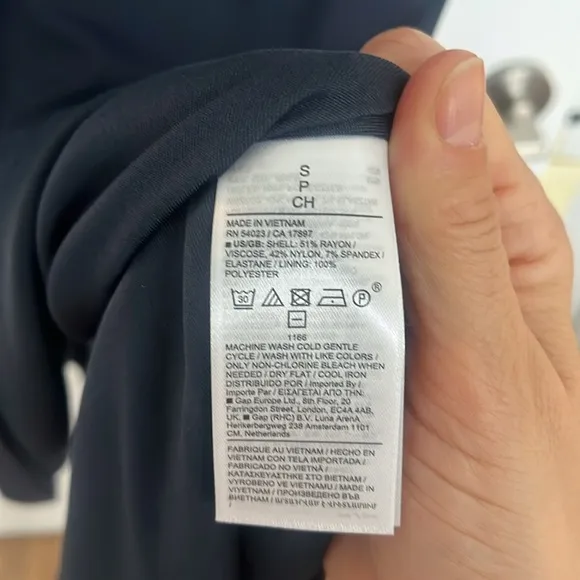 S
P
CH
MADE IN VIETNAM
RN 54023 / CA 17897
■ US/GB: SHELL: 51% RAYON /
VISCOSE, 42% NYLON, 7% SPANDEX /
ELASTANE / LINING: 100%
POLYESTER
30 P ®
1166
MACHINE WASH COLD GENTLE
CYCLE / WASH WITH LIKE COLORS /
ONLY NON-CHLORINE BLEACH WHEN
NEEDED / DRY FLAT / COOL IRON
DISTRIBUIDO POR / Imported By /
Importe Par / ΕΙΣΑΓΕΤΑΙ ΑΠΟ ΤΗΝ:
■ Gap Europe Ltd., 8th Floor, 20
Farringdon Street, London, EC4A 4AB,
UK, ■ Gap (RHC) B.V. Luna ArenA
Herikerbergweg 238 Amsterdam 1101
CM, Netherlands
FABRIQUE AU VIETNAM / HECHO EN
VIETNAM CON TELA IMPORTADA /
FABRICADO NO VIETNÃ /
ΚΑΤΑΣΚΕΥΑΣΤΗΚΕ ΣΤΟ ΒΙΕΤΝΑΜ /
VYROBENO VE VIETNAMU / MADE IN
VIETNAM / ПРОИЗВЕДЕНО ВЪВ